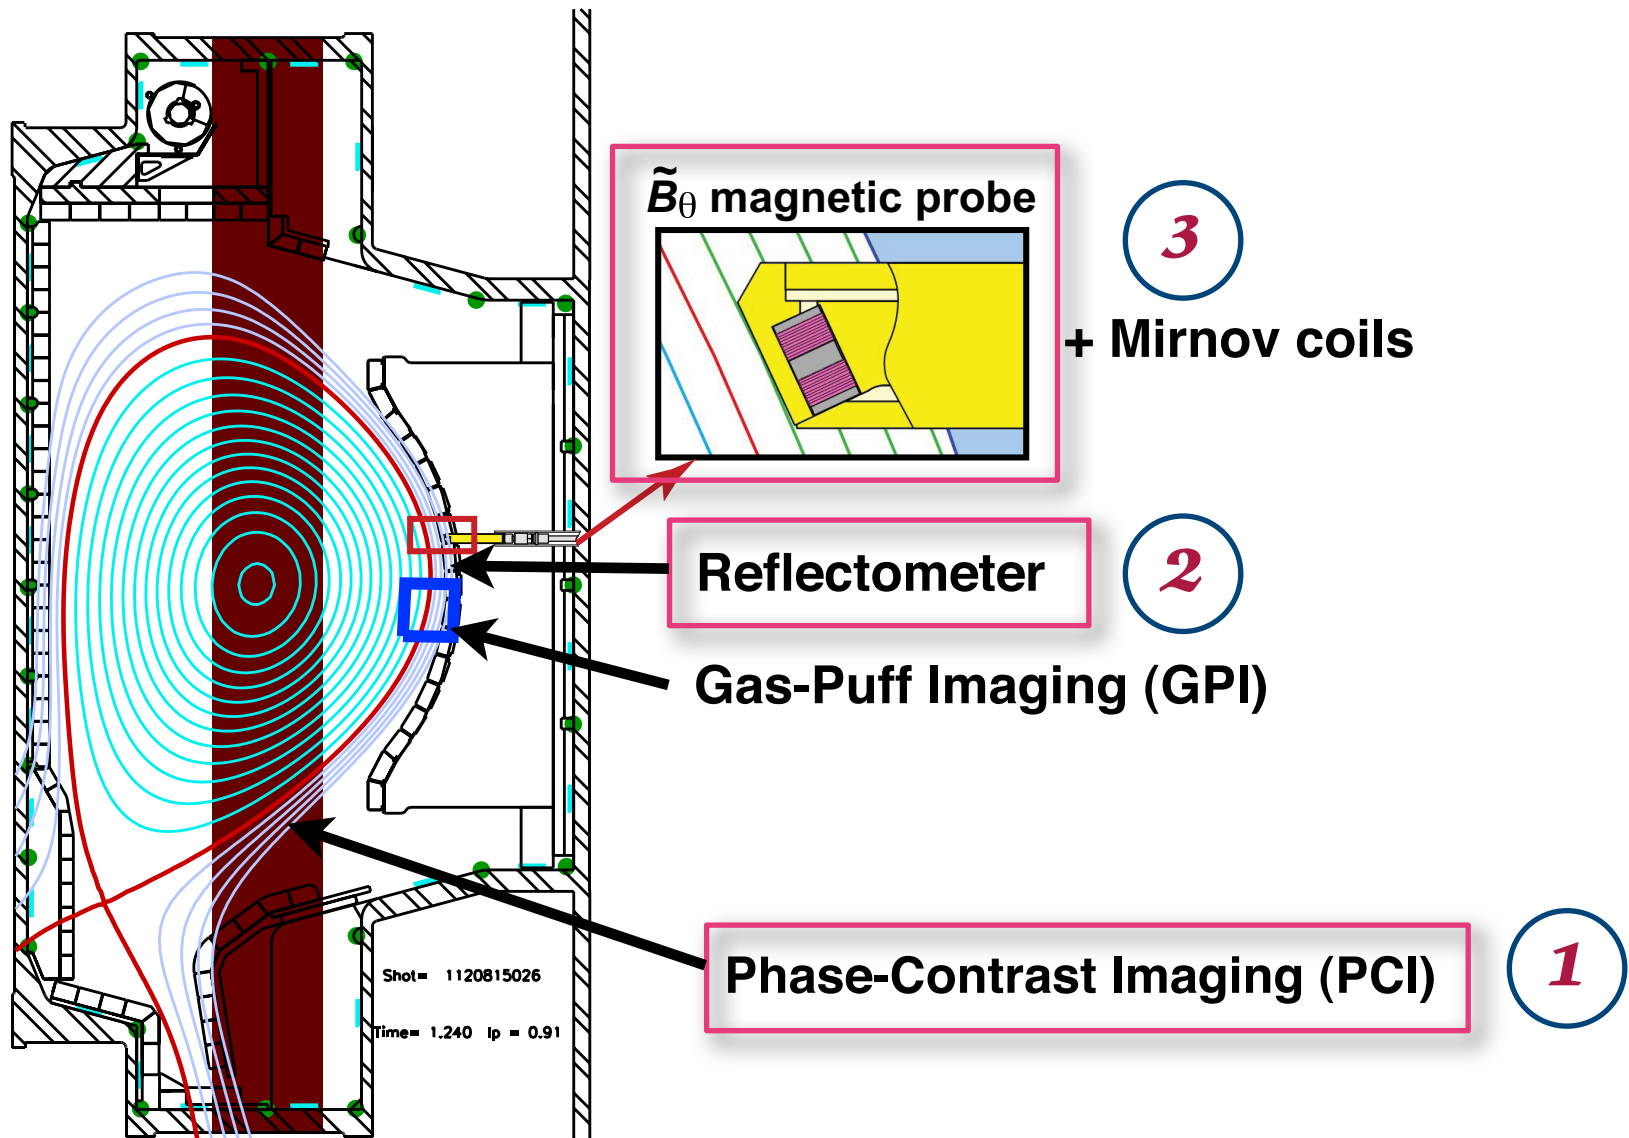 B̃θ magnetic probe
3
+ Mirnov coils
Reflectometer
2
Gas-Puff Imaging (GPI)
Phase-Contrast Imaging (PCI)
1
Shot= 1120815026
Time= 1.240 Ip = 0.91